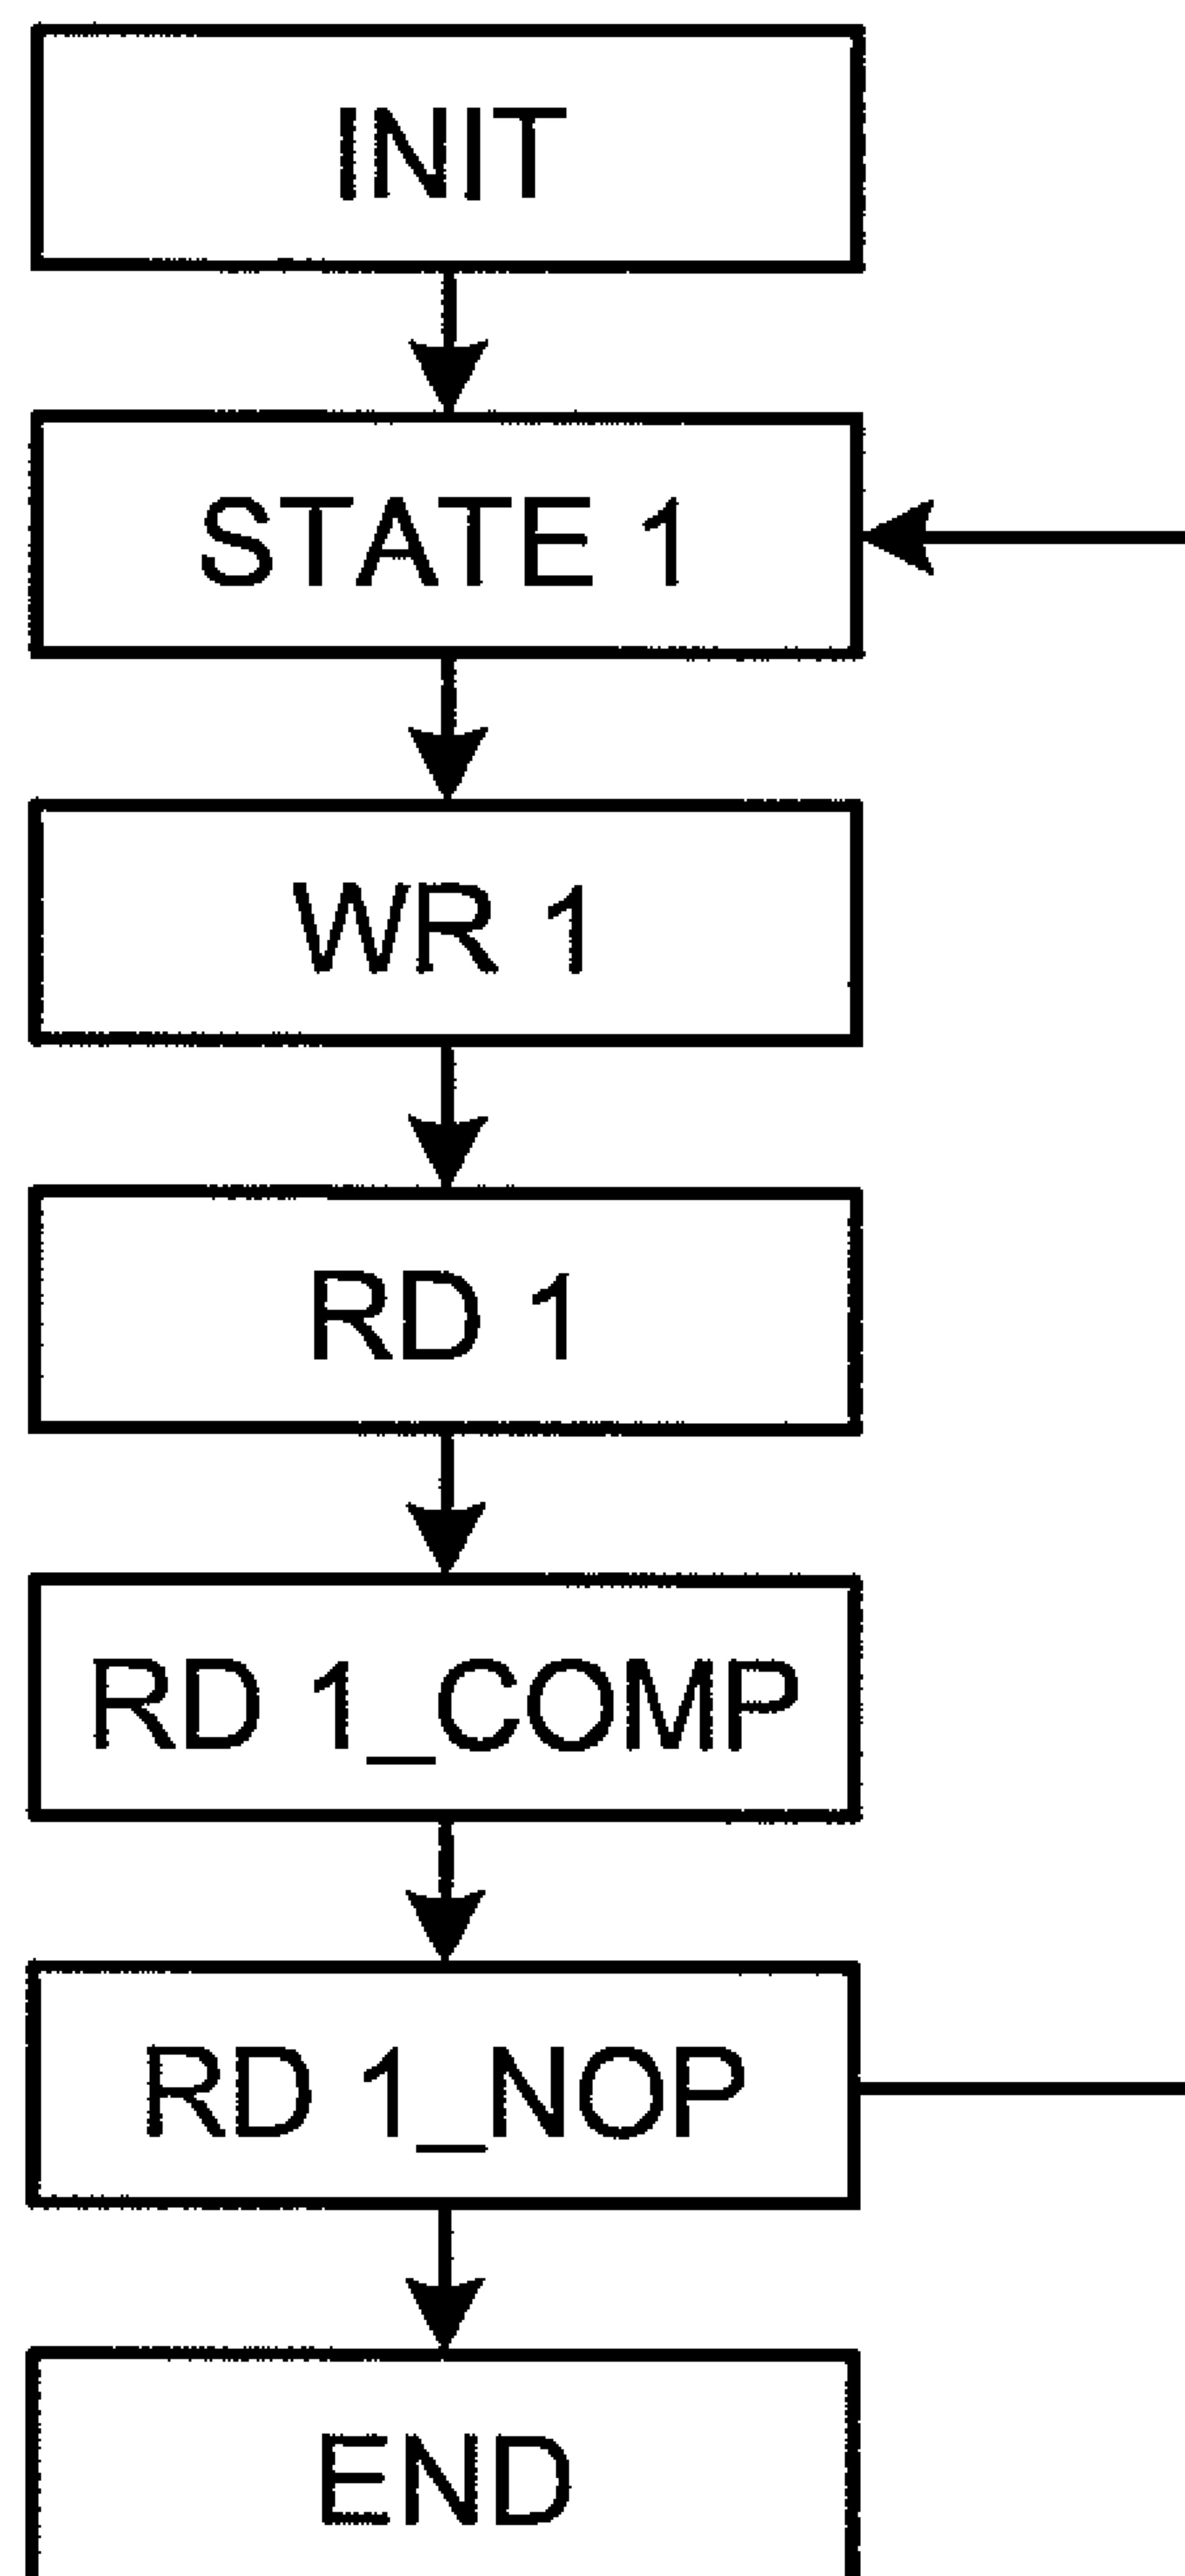 INIT
STATE 1
WR 1
RD 1
RD 1_COMP
RD 1_NOP
END